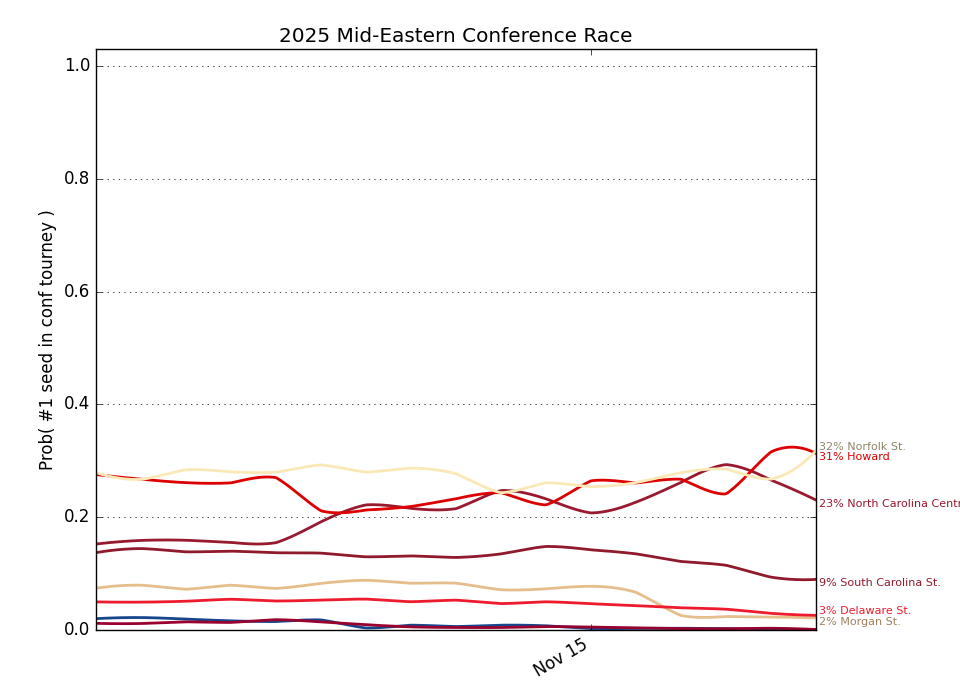 2025 Mid-Eastern Conference Race
Prob( #1 seed in conf tourney )
1.0
0.8
0.6
0.4
0.2
0.0
Nov 15
32% Norfolk St.
31% Howard
23% North Carolina Centr
9% South Carolina St.
3% Delaware St.
2% Morgan St.